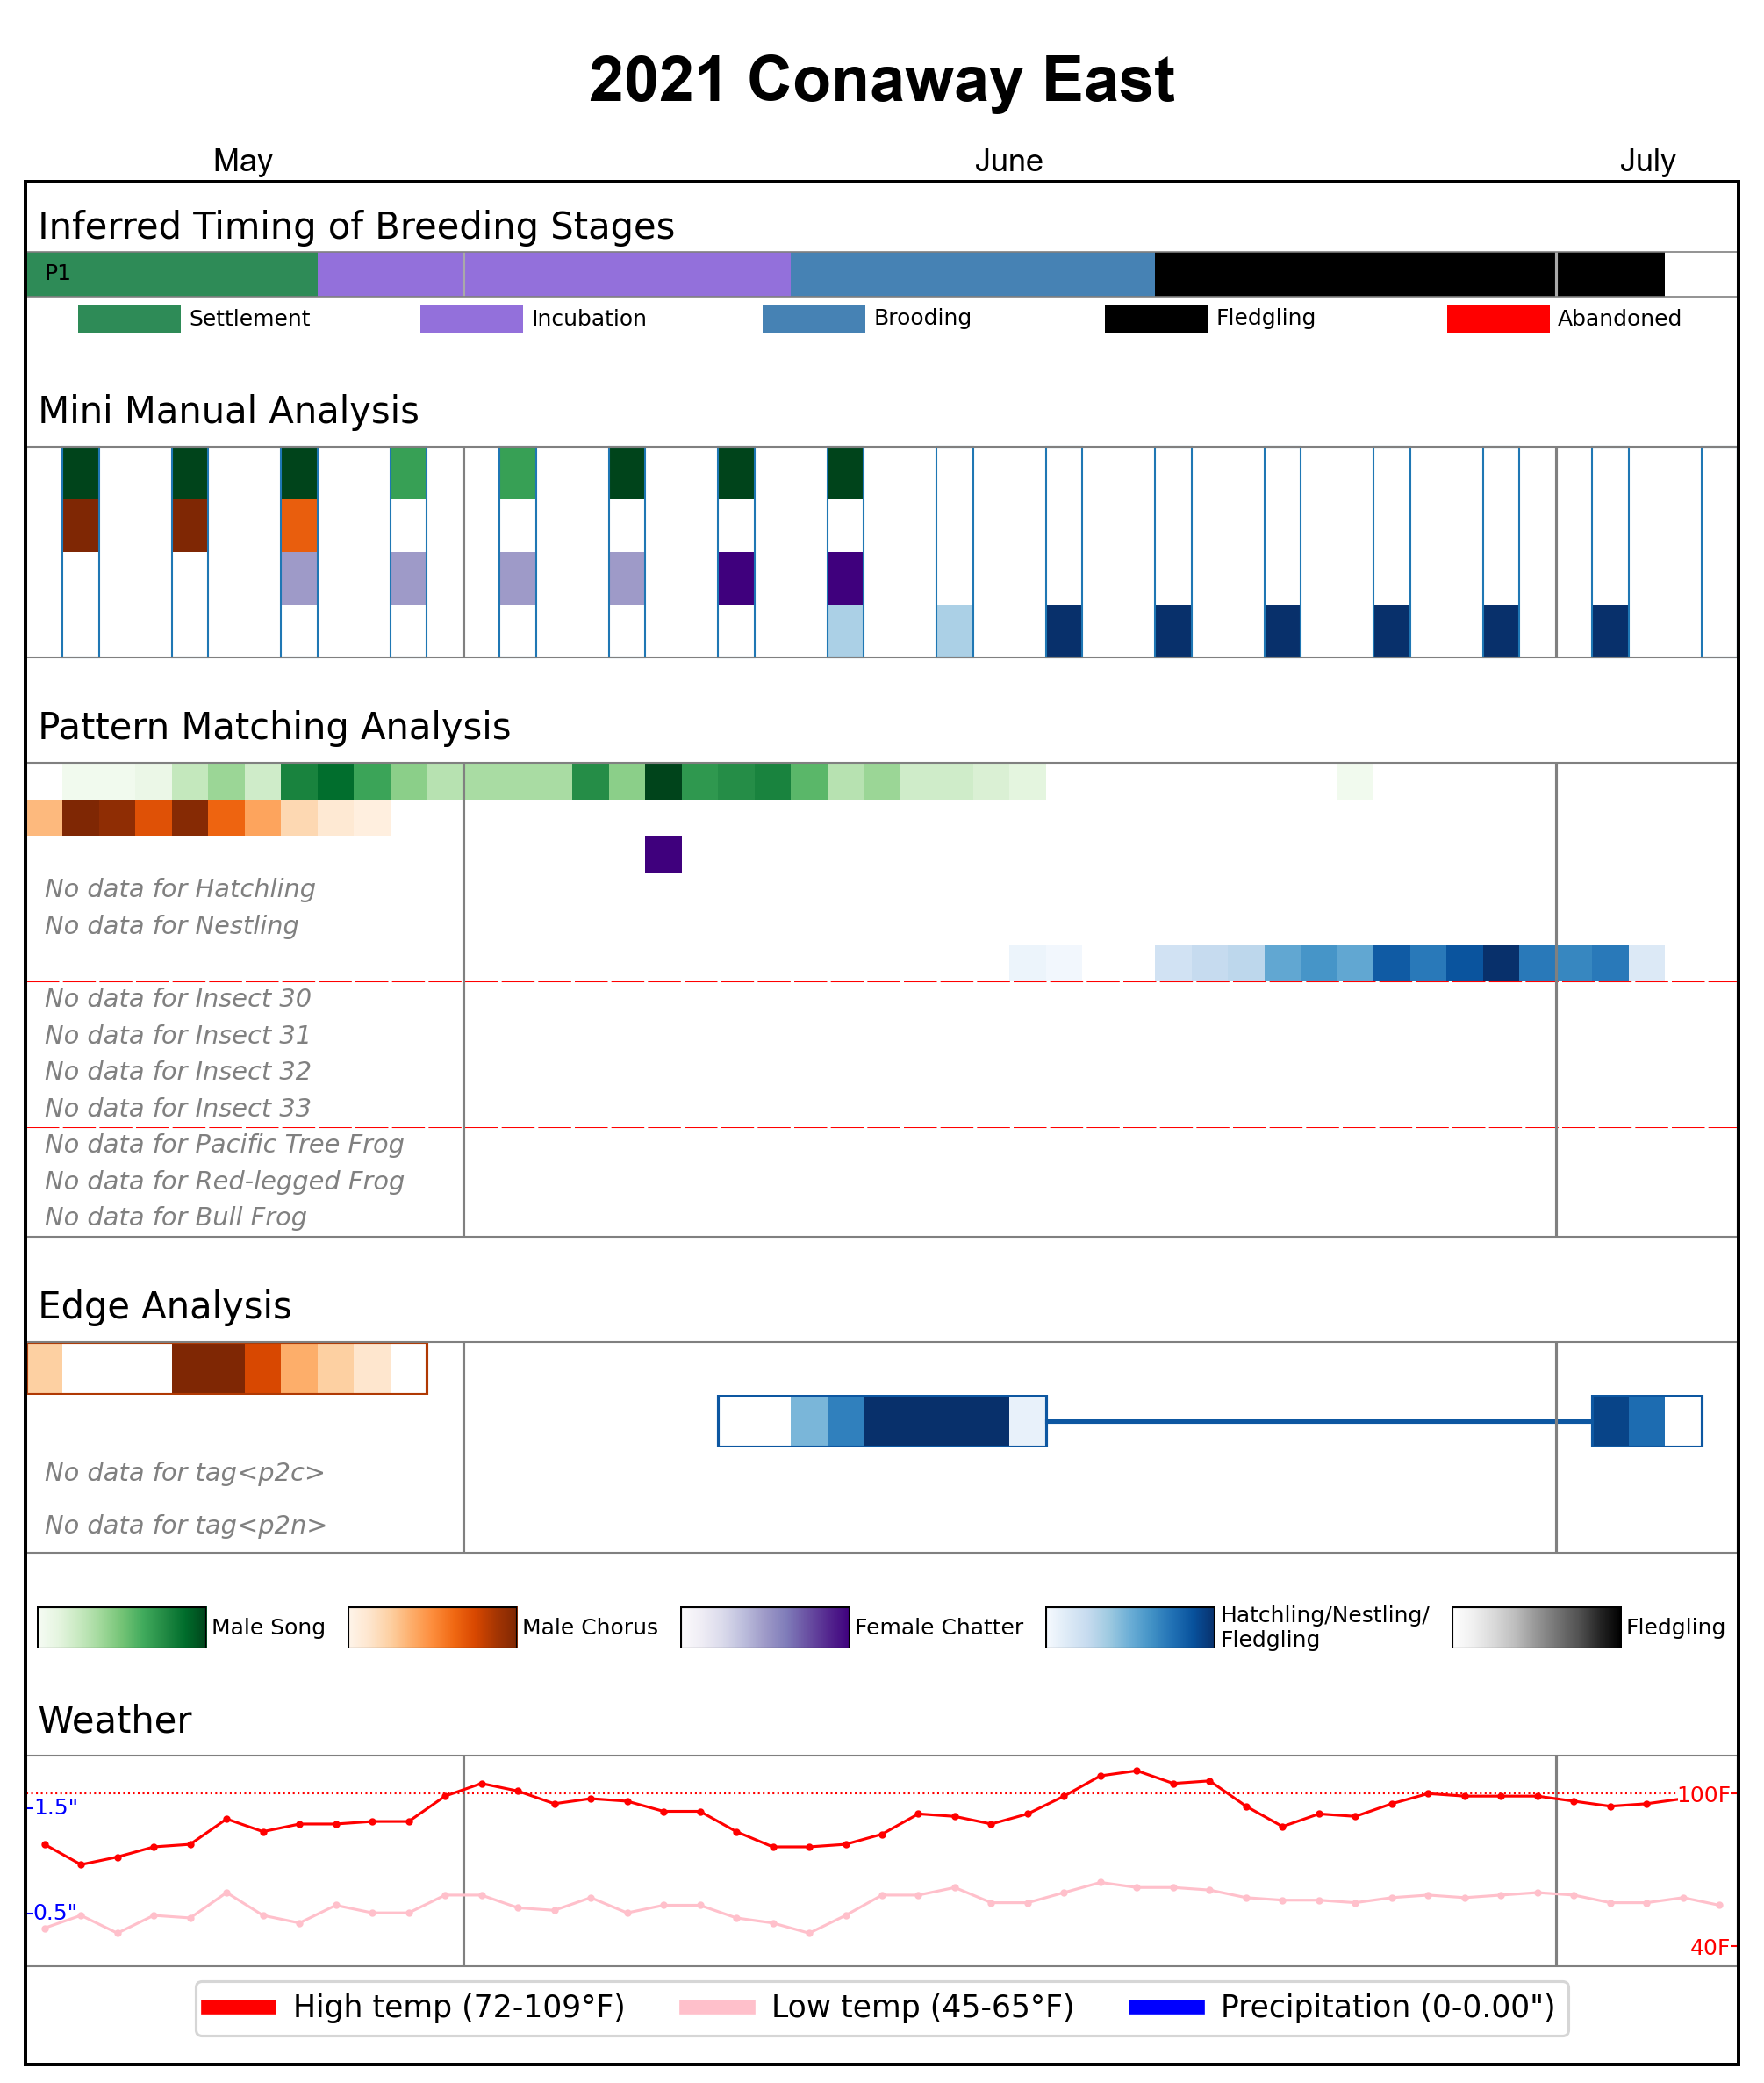 2021 Conaway East
May June July
Inferred Timing of Breeding Stages
P1
Settlement Incubation Brooding Fledgling Abandoned
Mini Manual Analysis
Pattern Matching Analysis
No data for Hatchling
No data for Nestling
No data for Insect 30
No data for Insect 31
No data for Insect 32
No data for Insect 33
No data for Pacific Tree Frog
No data for Red-legged Frog
No data for Bull Frog
Edge Analysis
No data for tag<p2c>
No data for tag<p2n>
Male Song Male Chorus Female Chatter Hatchling/Nestling/
Fledgling Fledgling
Weather
1.5" 100F
0.5"
40F
High temp (72-109°F) Low temp (45-65°F) Precipitation (0-0.00")